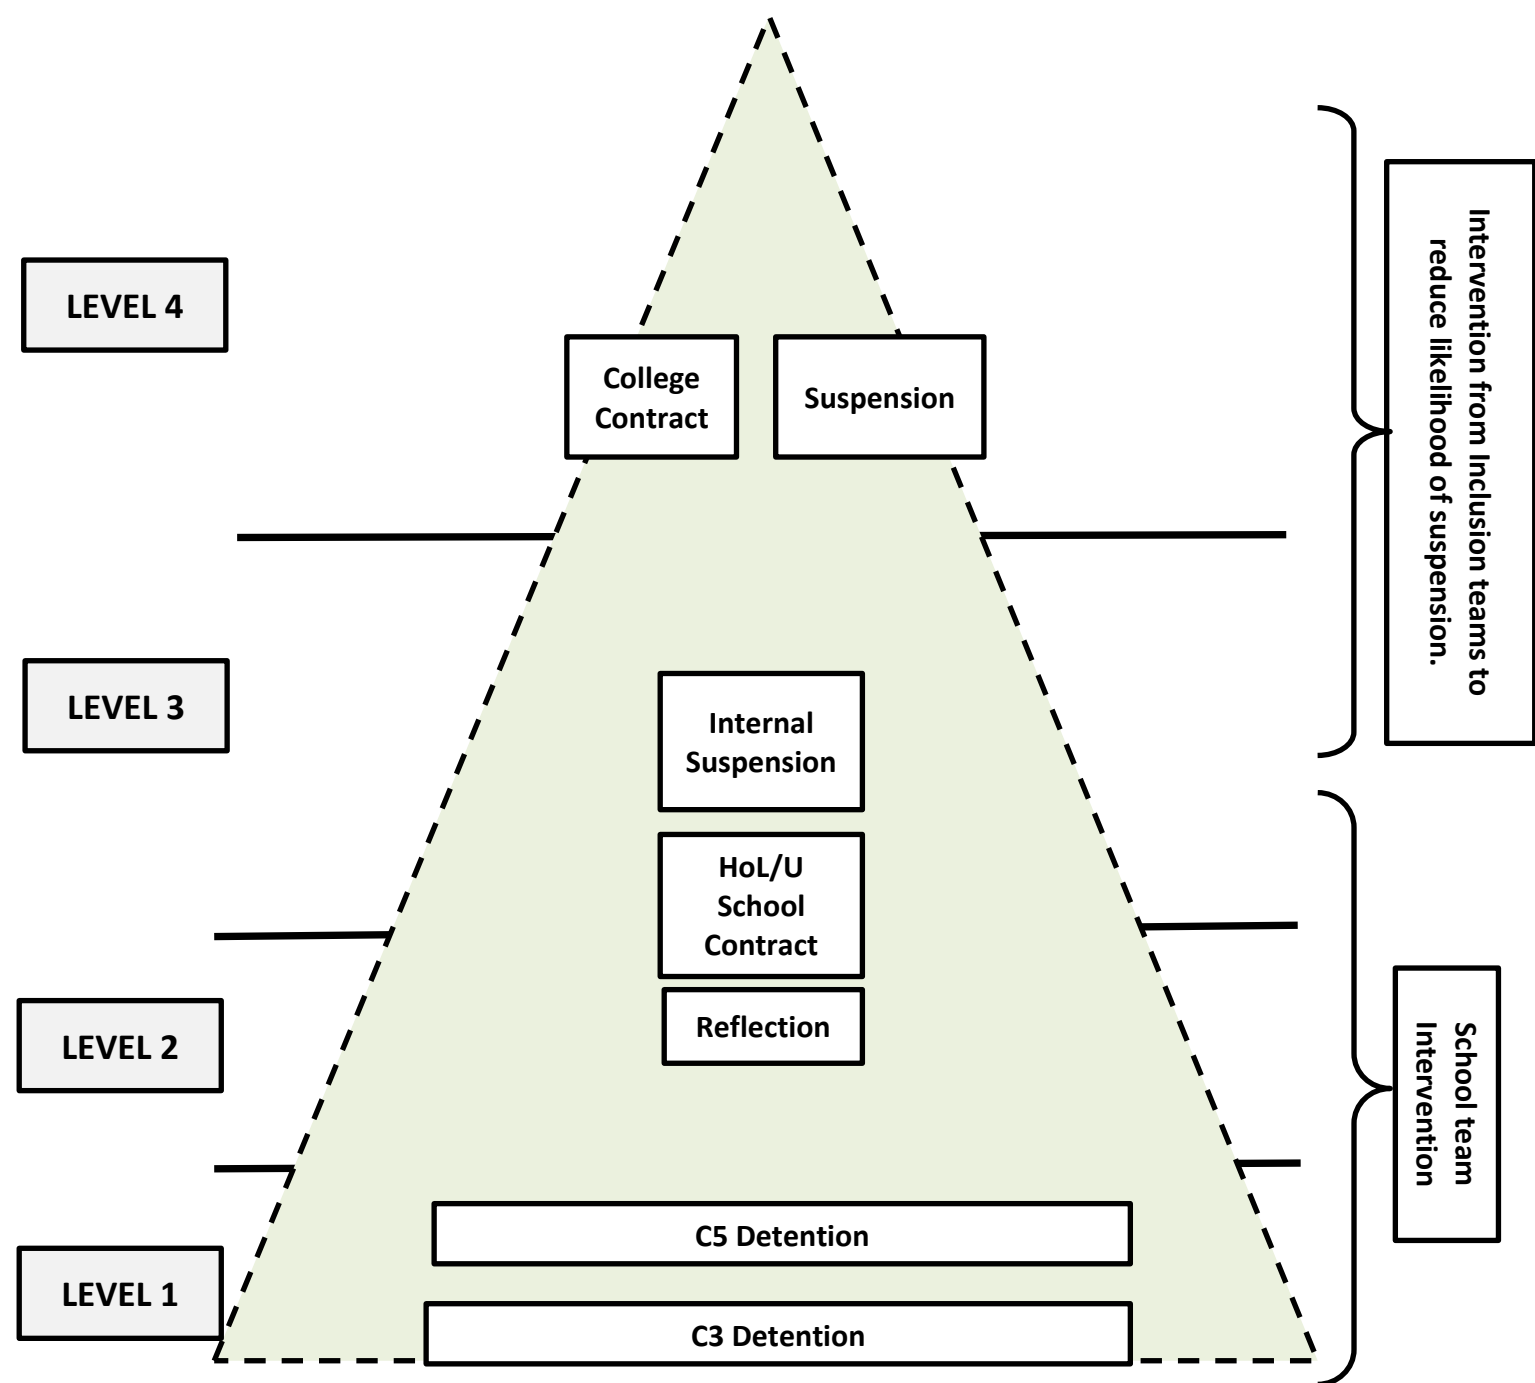 LEVEL 4
College
Contract
Suspension
Intervention from Inclusion teams to
reduce likelihood of suspension.
LEVEL 3
Internal
Suspension
HoL/U
School
Contract
LEVEL 2
Reflection
School team
Intervention
C5 Detention
LEVEL 1
C3 Detention